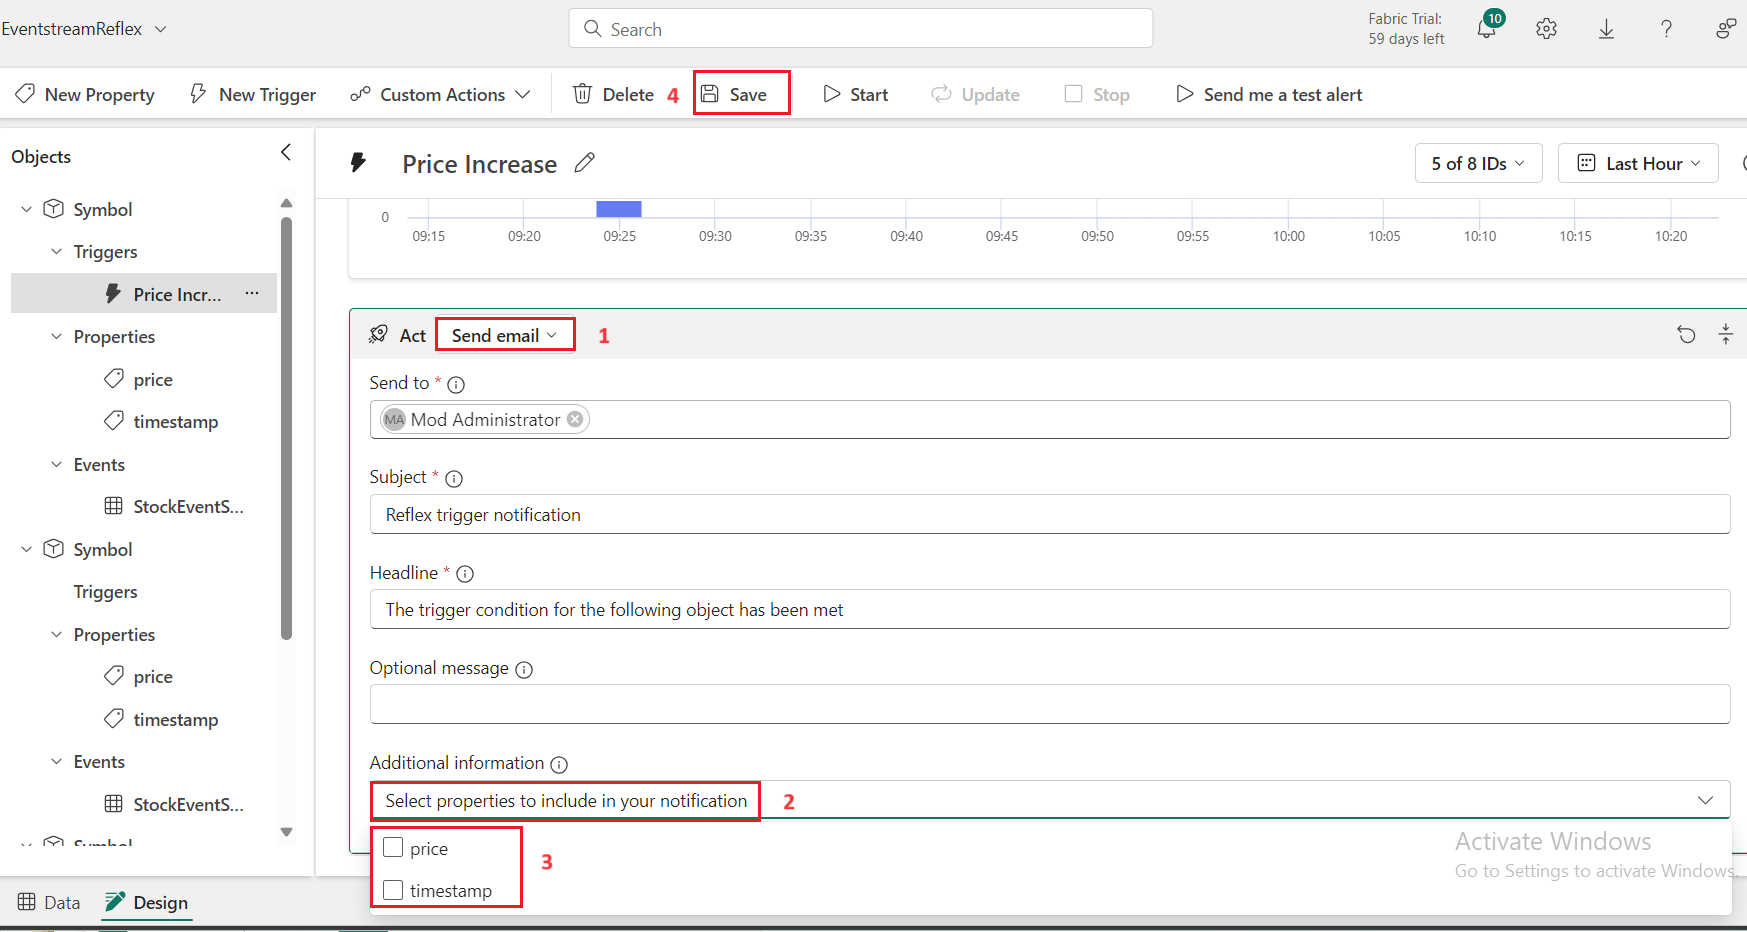 EventstreamReflex
Search
Fabric Trial:
59 days left
10
New Property
New Trigger
Custom Actions
Delete
4
Save
Start
Update
Stop
Send me a test alert
Objects
Symbol
Triggers
Price Incr...
Properties
price
timestamp
Events
StockEventS...
Symbol
Triggers
Properties
price
timestamp
Events
StockEventS...
Symbol
Data
Design
Price Increase
5 of 8 IDs
Last Hour
0
09:15 09:20 09:25 09:30 09:35 09:40 09:45 09:50 09:55 10:00 10:05 10:10 10:15 10:20
Act
Send email
1
Send to *
MA Mod Administrator
Subject *
Reflex trigger notification
Headline *
The trigger condition for the following object has been met
Optional message
Additional information
Select properties to include in your notification
2
price
timestamp
3
Activate Windows
Go to Settings to activate Windows.